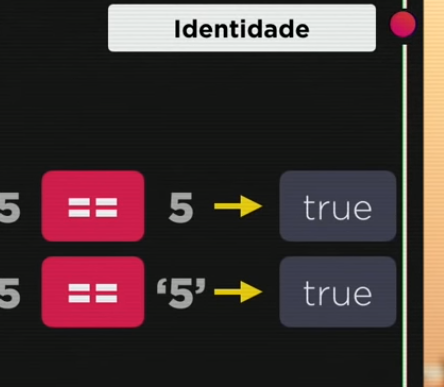 Identidade
5 == 5 → true
5 == ‘5’ → true